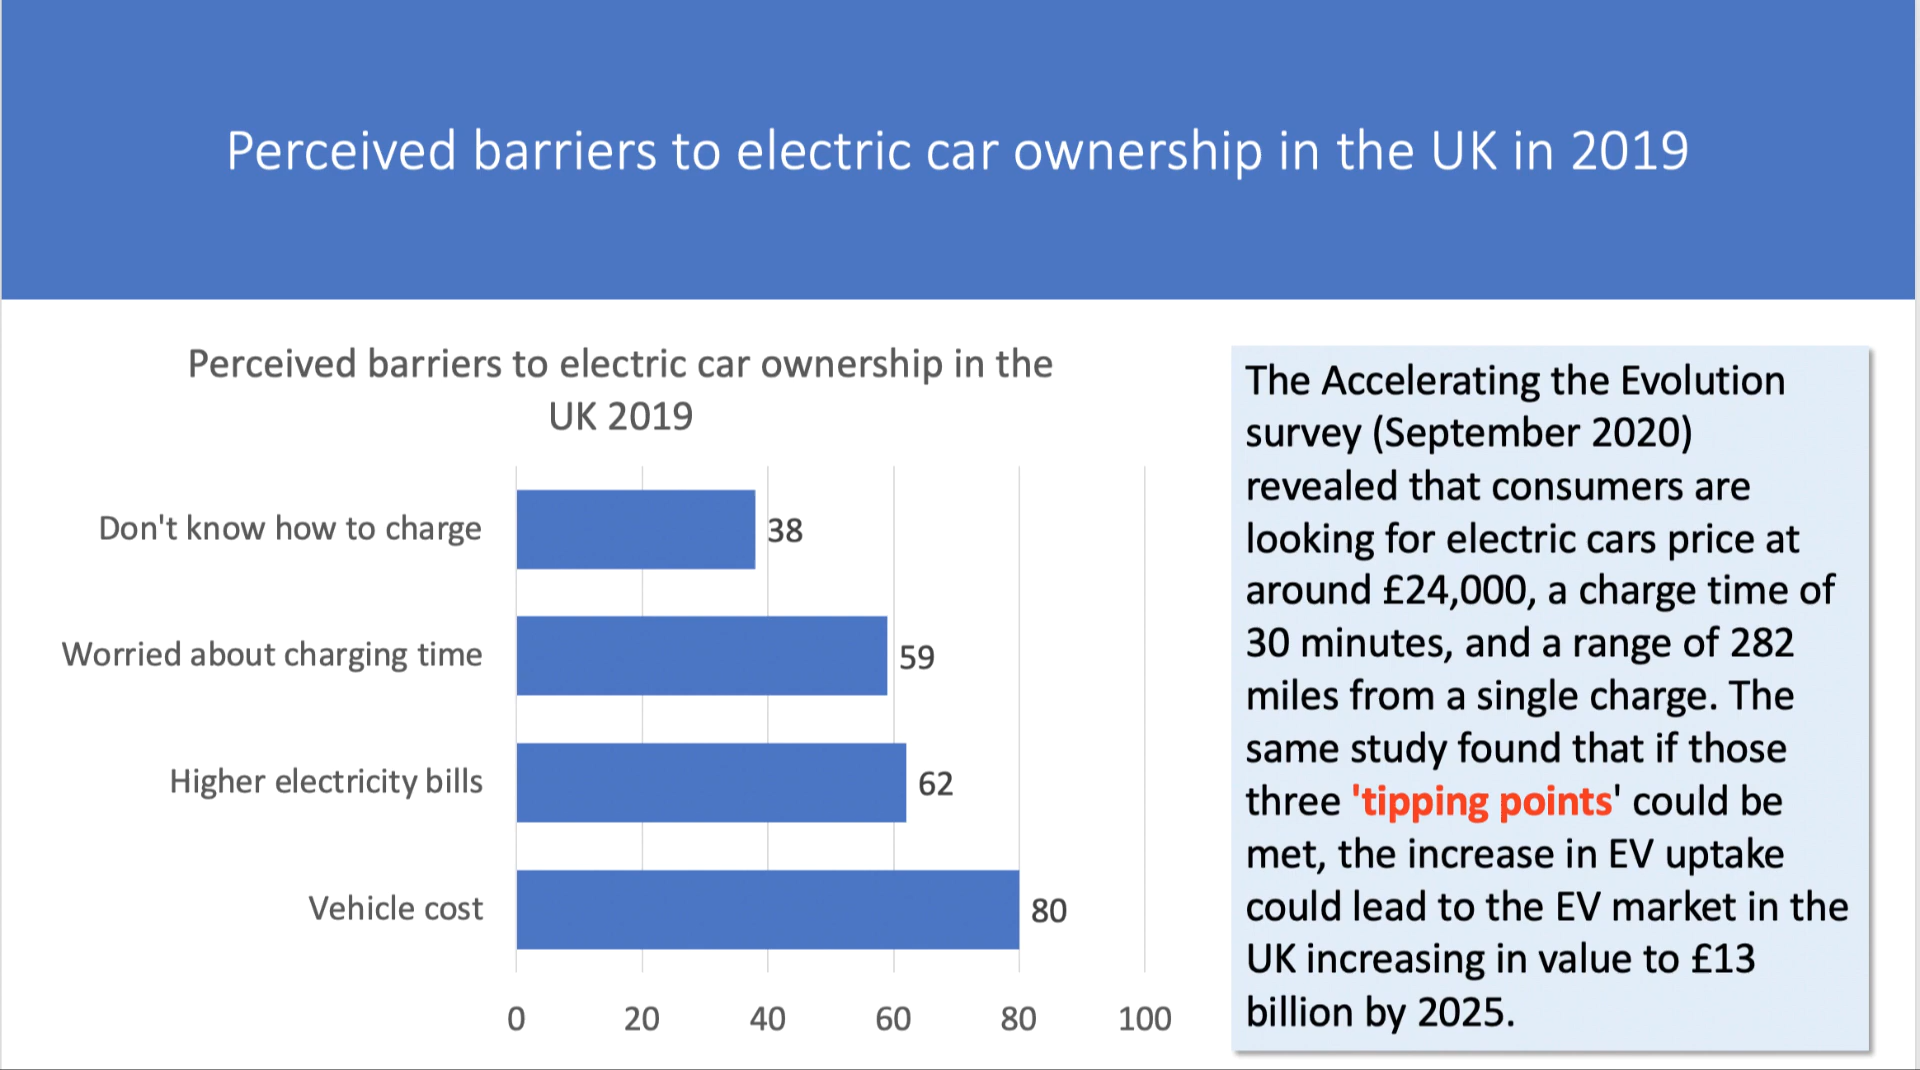 Perceived barriers to electric car ownership in the UK in 2019
Perceived barriers to electric car ownership in the
UK 2019
Don't know how to charge
38
Worried about charging time
59
Higher electricity bills
62
Vehicle cost
80
0 20 40 60 80 100
The Accelerating the Evolution
survey (September 2020)
revealed that consumers are
looking for electric cars price at
around £24,000, a charge time of
30 minutes, and a range of 282
miles from a single charge. The
same study found that if those
three 'tipping points' could be
met, the increase in EV uptake
could lead to the EV market in the
UK increasing in value to £13
billion by 2025.